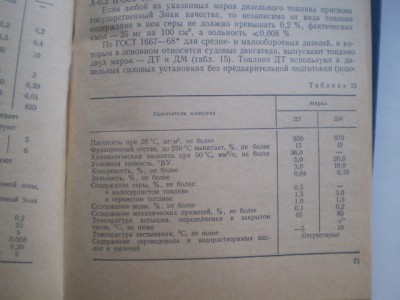 Если любой из указанных марок дизельного топлива присвоен
государственный Знак качества, то независимо от вида топлива
содержание в нем серы не должно превышать 0,2 %, фактических
смол — 25 мг на 100 см³, а зольность ≤0,008 %.
По ГОСТ 1667—68* для средне- и малооборотных дизелей, к ко-
торым в основном относятся судовые двигатели, выпускают топливо
двух марок — ДТ и ДМ (табл. 15). Топливо ДТ используют в ди-
зельных силовых установках без предварительной подготовки (подо-
Таблица 15
Показатель качества
Марка
ДТ
ДМ
Плотность при 20°C, кг/м³, не более 930 970
Фракционный состав, до 250°C выкипает, %, не более 15 10
Кинематическая вязкость при 50°C, мм²/с, не более 36,0 —
Условная вязкость, °ВУ 5,0 20,0
Коксуемость, %, не более 3,0 10,0
Зольность, %, не более 0,04 0,15
Содержание серы, %, не более
в малосернистом топливе 0,5 —
в сернистом топливе 1,5 3,0
Содержание воды, %, не более 1,0 1,5
Содержание механических примесей, %, не более 0,1 0,2
Температура вспышки, определяемая в закрытом 65 85
тигле, °C, не ниже
Температура застывания, °C, не выше —5
Содержание сероводорода и водорастворимых кис- Отсутствуют
лот и щелочей
71